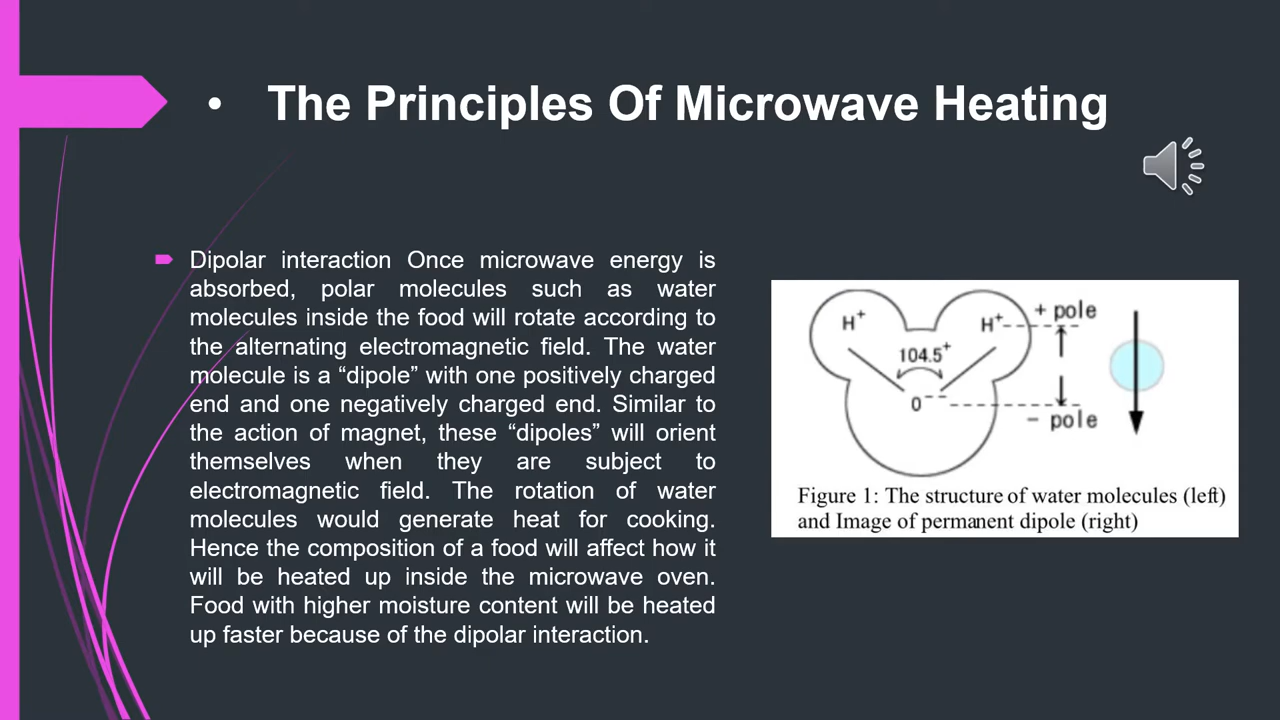 • The Principles Of Microwave Heating
Dipolar interaction Once microwave energy is
absorbed, polar molecules such as water
molecules inside the food will rotate according to
the alternating electromagnetic field. The water
molecule is a “dipole” with one positively charged
end and one negatively charged end. Similar to
the action of magnet, these “dipoles” will orient
themselves when they are subject to
electromagnetic field. The rotation of water
molecules would generate heat for cooking.
Hence the composition of a food will affect how it
will be heated up inside the microwave oven.
Food with higher moisture content will be heated
up faster because of the dipolar interaction.
H+ H+ + pole
104.5+
O-- - pole
Figure 1: The structure of water molecules (left)
and Image of permanent dipole (right)